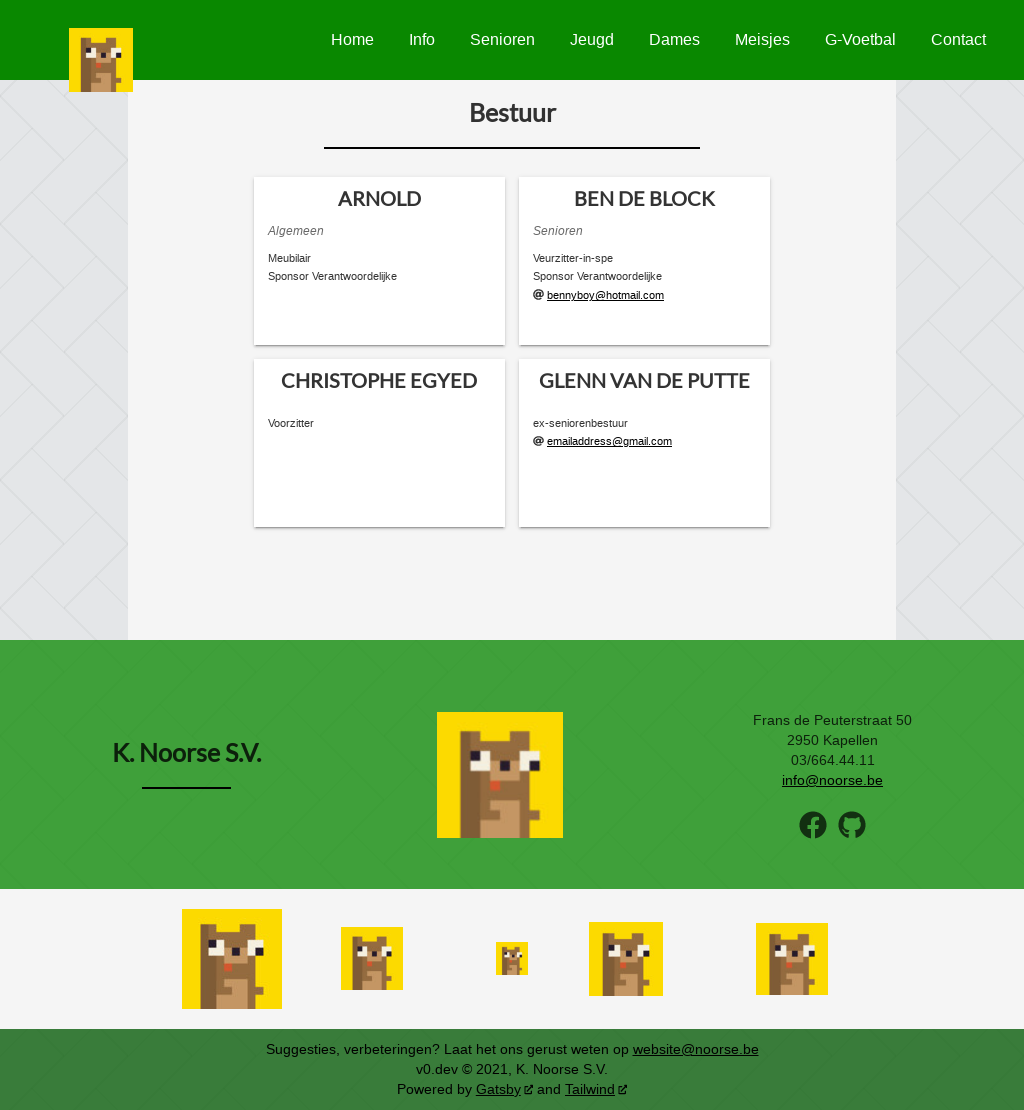 Home Info Senioren Jeugd Dames Meisjes G-Voetbal Contact
Bestuur
ARNOLD
Algemeen
Meubilair
Sponsor Verantwoordelijke
BEN DE BLOCK
Senioren
Veurzitter-in-spe
Sponsor Verantwoordelijke
@ bennyboy@hotmail.com
CHRISTOPHE EGYED
Voorzitter
GLENN VAN DE PUTTE
ex-seniorenbestuur
@ emailaddress@gmail.com
K. Noorse S.V.
Frans de Peuterstraat 50
2950 Kapellen
03/664.44.11
info@noorse.be
Suggesties, verbeteringen? Laat het ons gerust weten op website@noorse.be
v0.dev © 2021, K. Noorse S.V.
Powered by Gatsby and Tailwind